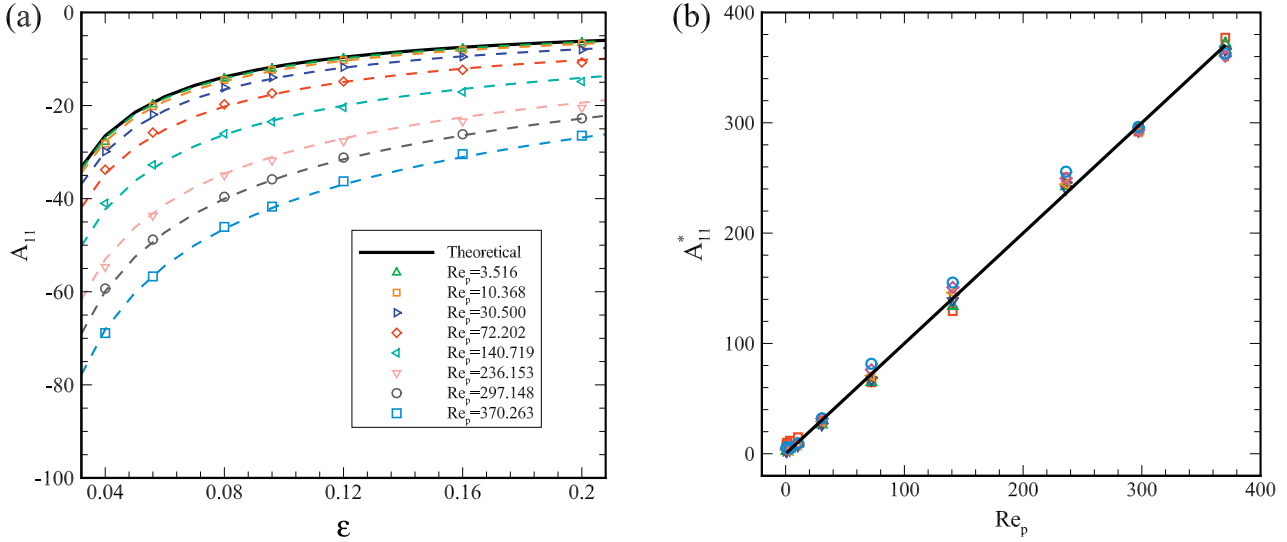 (a)
0
-20
-40
-60
-80
-100
A11
0.04
0.08
0.12
0.16
0.2
ε
Theoretical
Rep=3.516
Rep=10.368
Rep=30.500
Rep=72.202
Rep=140.719
Rep=236.153
Rep=297.148
Rep=370.263
(b)
400
300
200
100
0
A*11
0
100
200
300
400
Rep